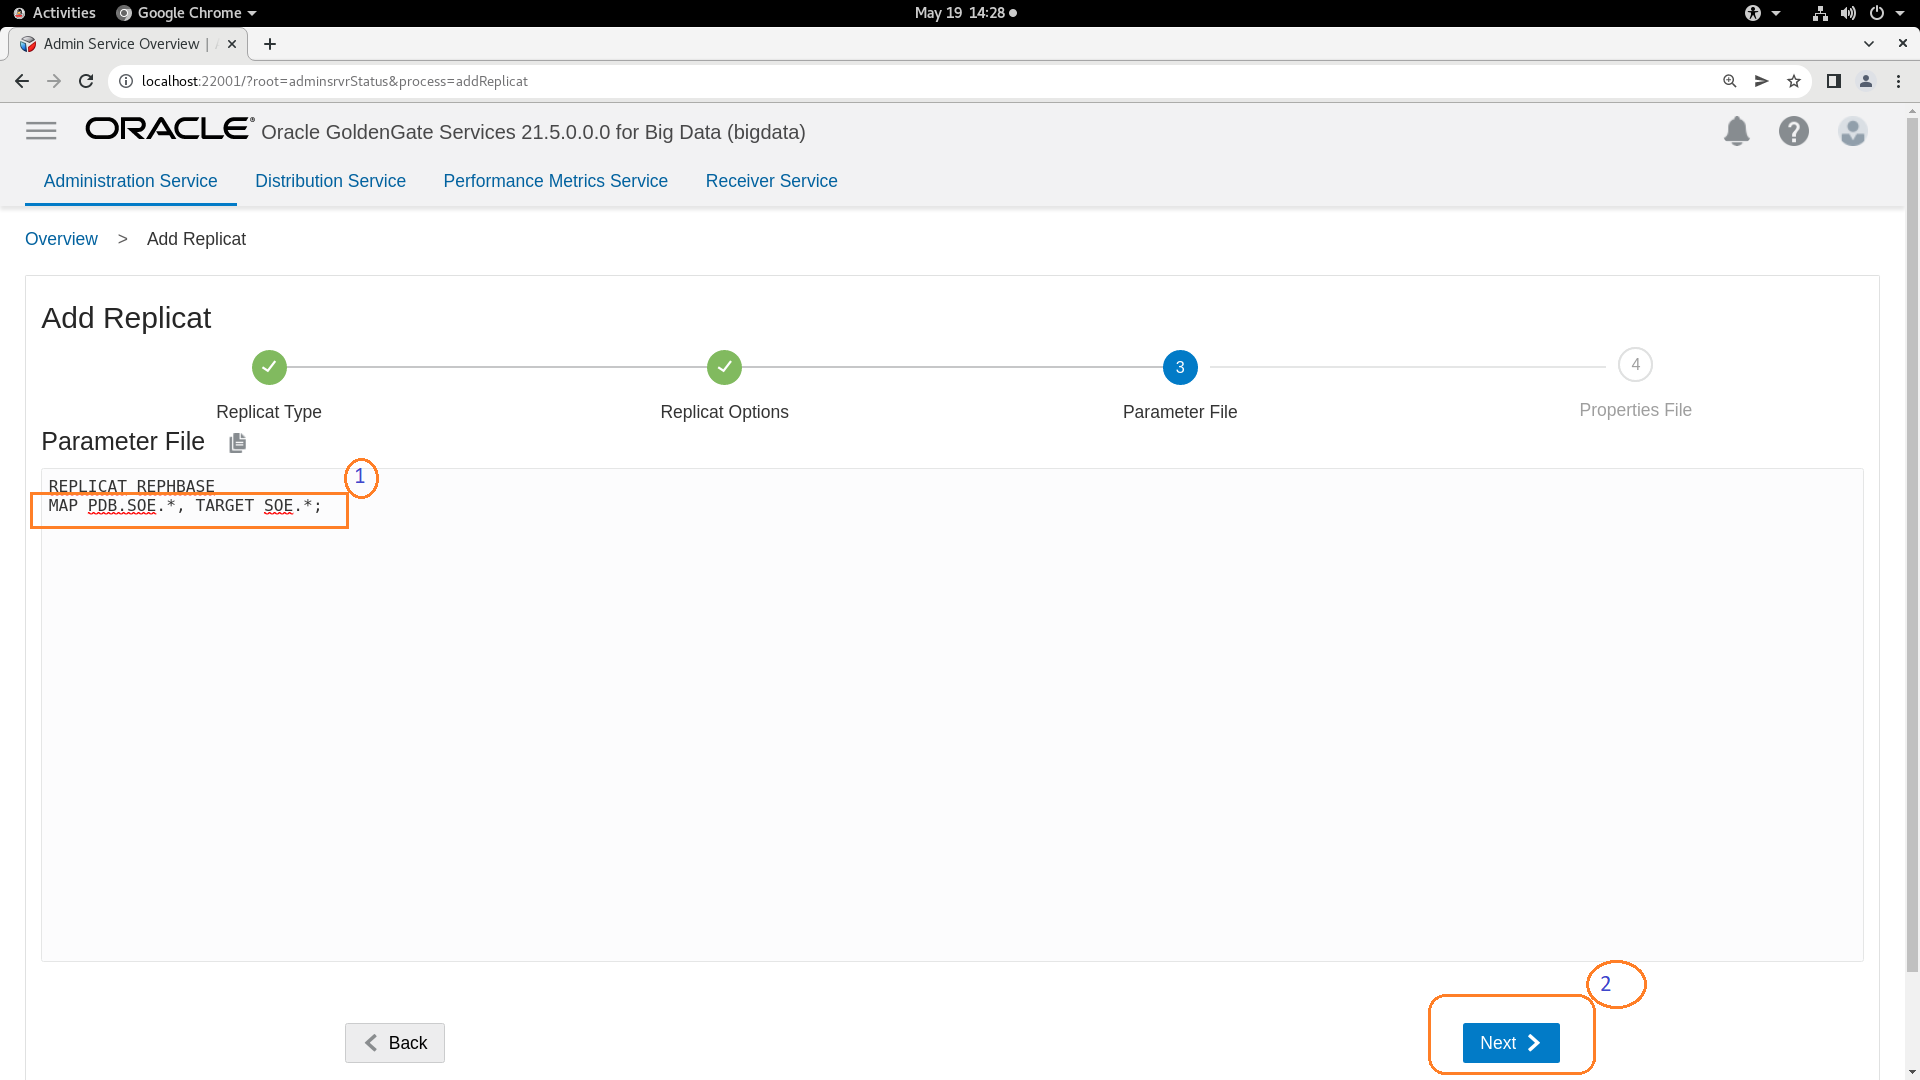 Activities
Google Chrome
May 19 14:28
Admin Service Overview |
localhost:22001/?root=adminsrvrStatus&process=addReplicat
ORACLE® Oracle GoldenGate Services 21.5.0.0.0 for Big Data (bigdata)
Administration Service
Distribution Service
Performance Metrics Service
Receiver Service
Overview > Add Replicat
Add Replicat
3
4
Replicat Type
Replicat Options
Parameter File
Properties File
Parameter File
1
REPLICAT REPHBASE
MAP PDB.SOE.*, TARGET SOE.*;
2
Back
Next